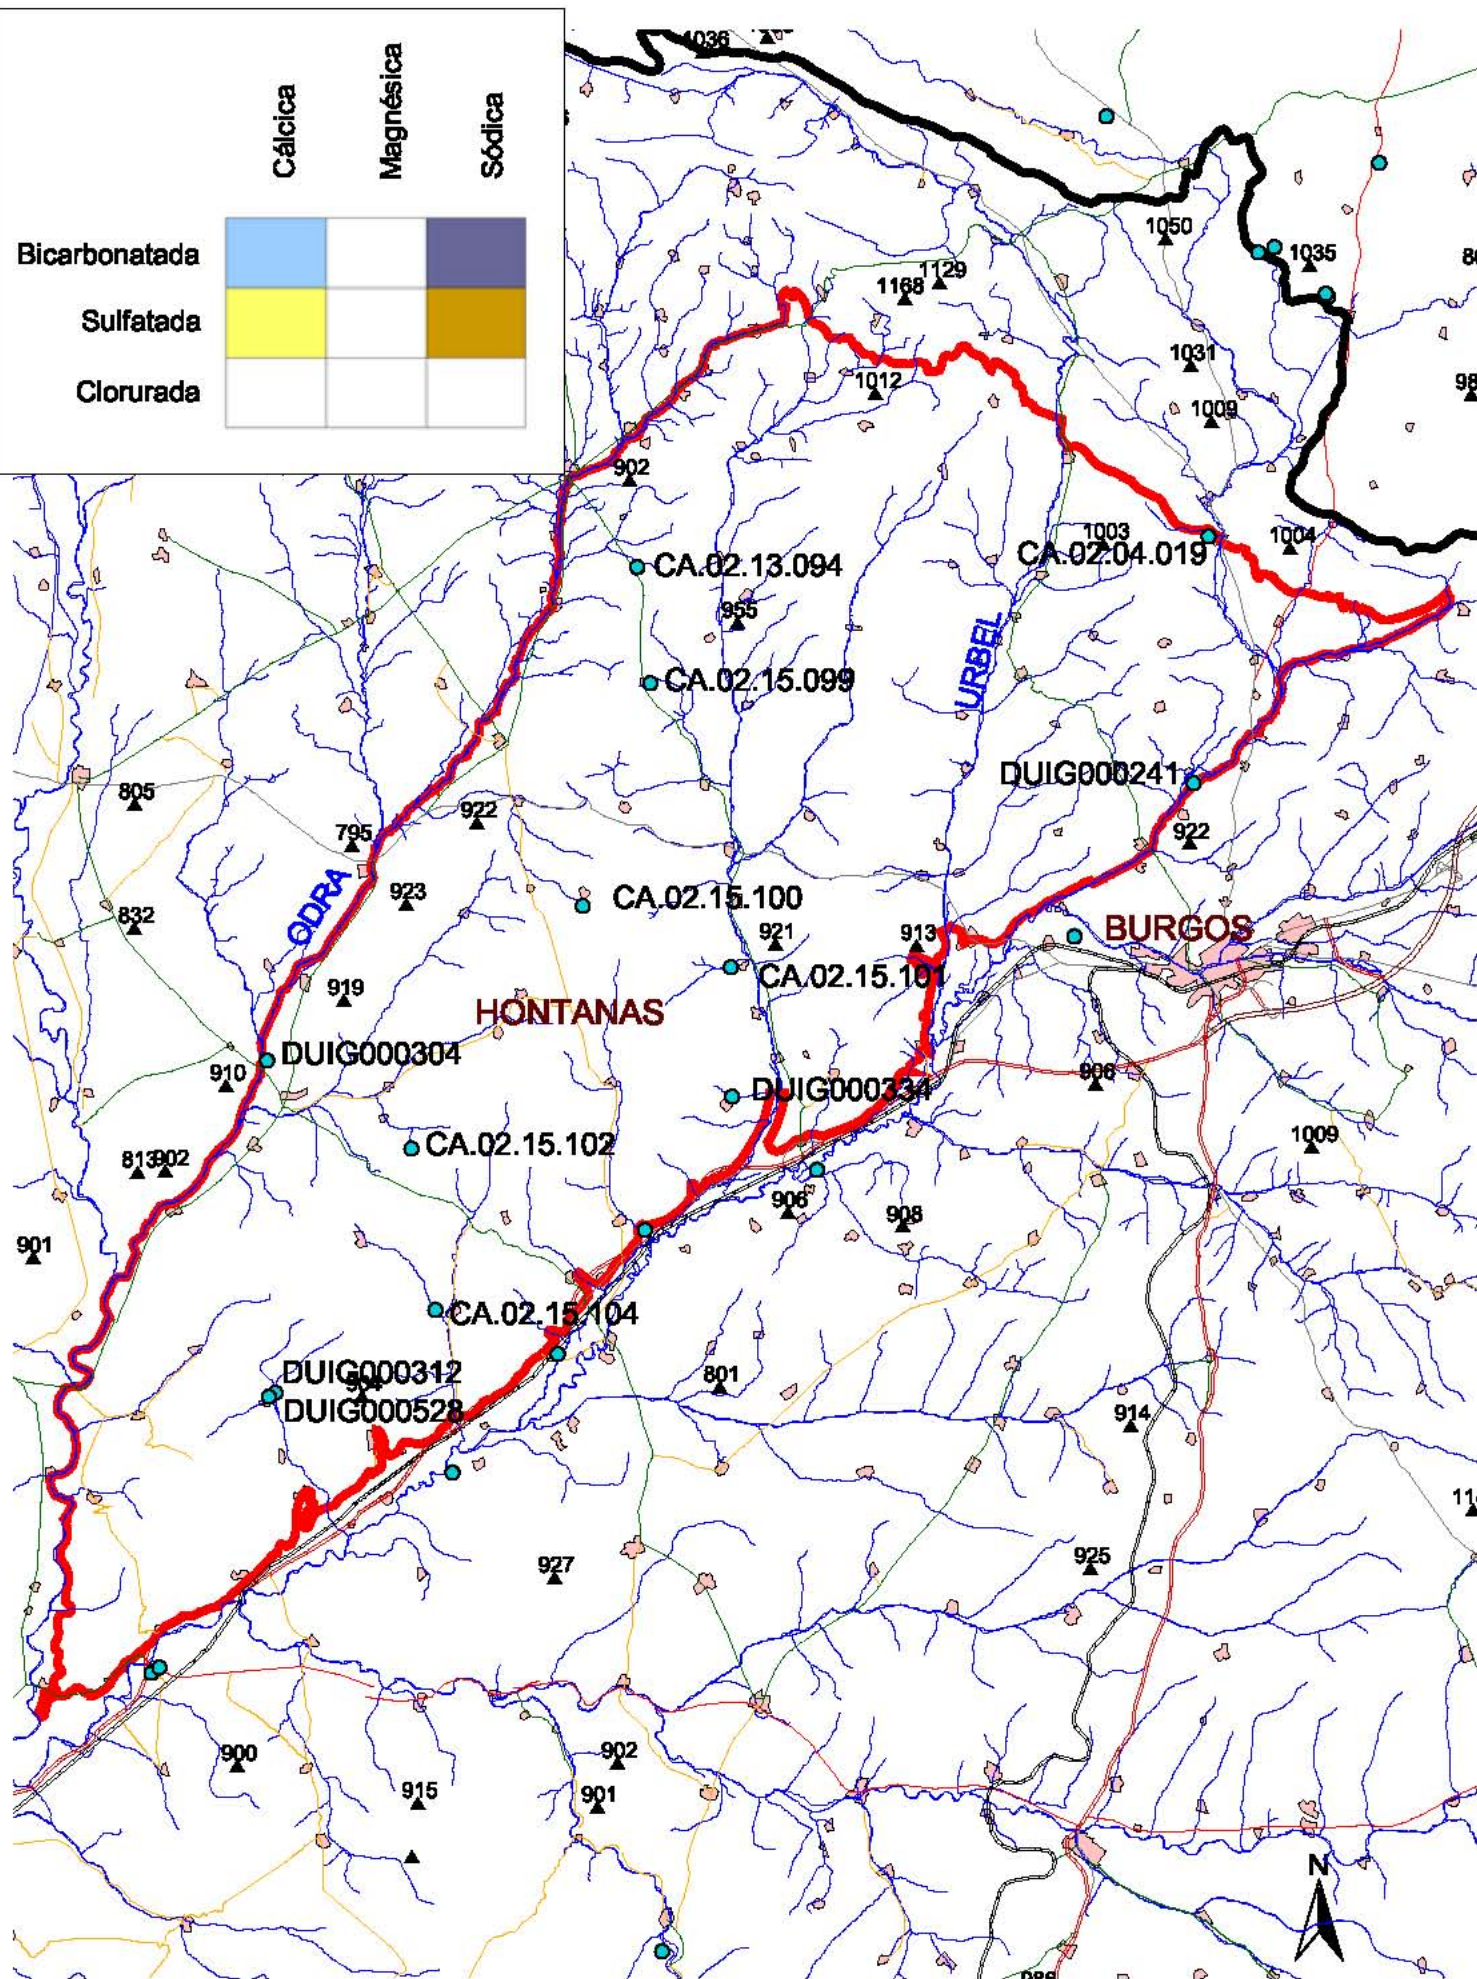 Cálcica
Magnésica
Sódica
Bicarbonatada
Sulfatada
Clorurada
1036
1050
1035
1129
1168
1031
1012
1009
902
1003
1004
CA.02.04.019
CA.02.13.094
955
URBEL
CA.02.15.099
DUIG000241
805
922
922
795
923
832
ODRA
CA.02.15.100
921
913
BURGOS
CA.02.15.101
919
HONTANAS
DUIG000304
910
906
DUIG000334
CA.02.15.102
1009
813
902
906
908
901
CA.02.15.104
DUIG000312
801
DUIG000528
914
925
927
900
902
915
901
N